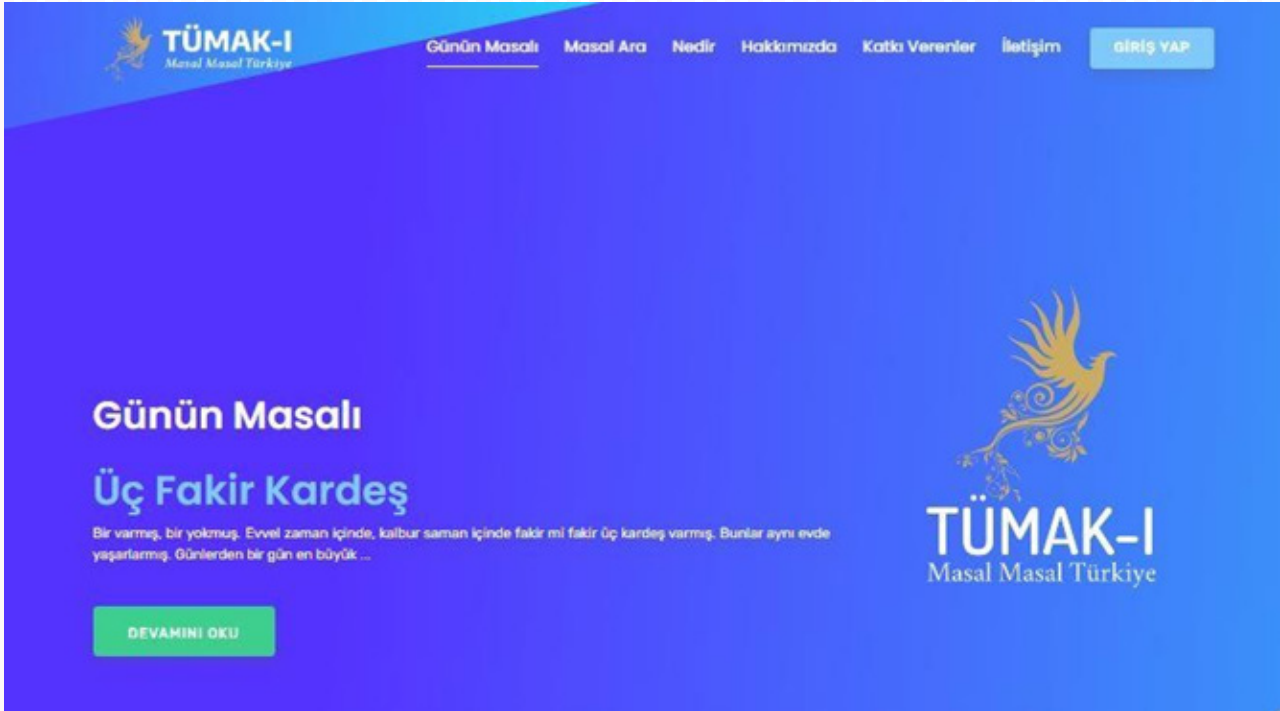 TÜMAK-I
Masal Masal Türkiye
Günün Masalı Masal Ara Nedir Hakkımızda Katkı Verenler İletişim GİRİŞ YAP
Günün Masalı
Üç Fakir Kardeş
Bir varmış, bir yokmuş. Evvel zaman içinde, kalbur saman içinde fakir mi fakir üç kardeş varmış. Bunlar aynı evde
yaşarlarmış. Günlerden bir gün en büyük ...
DEVAMINI OKU
TÜMAK-I
Masal Masal Türkiye